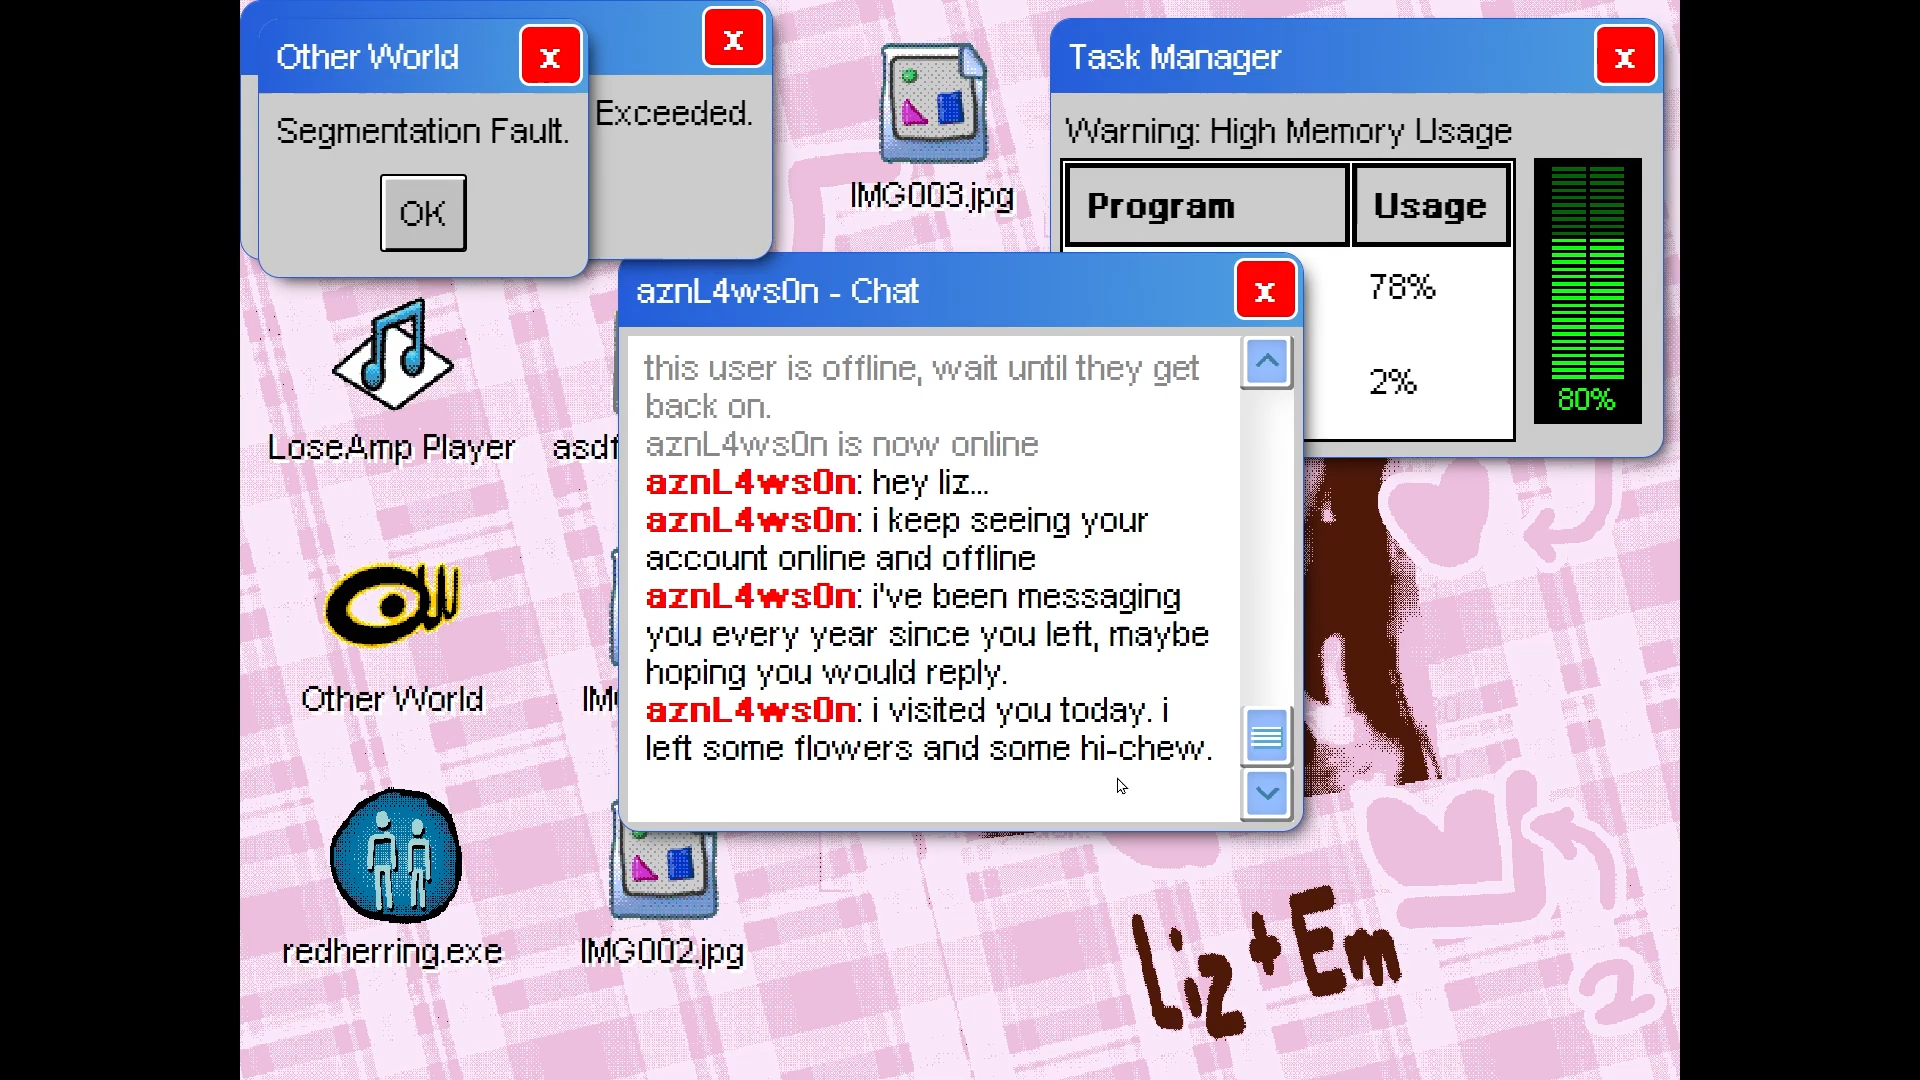 Other World
x
x
Segmentation Fault.
Exceeded.
OK
IMG003.jpg
Task Manager
x
Warning: High Memory Usage
Program
Usage
78%
2%
80%
aznL4ws0n - Chat
x
this user is offline, wait until they get
back on.
aznL4ws0n is now online
aznL4ws0n: hey liz...
aznL4ws0n: i keep seeing your
account online and offline
aznL4ws0n: i've been messaging
you every year since you left, maybe
hoping you would reply.
aznL4ws0n: i visited you today. i
left some flowers and some hi-chew.
LoseAmp Player
asdf
Other World
IM
redherring.exe
IMG002.jpg
Liz + Em